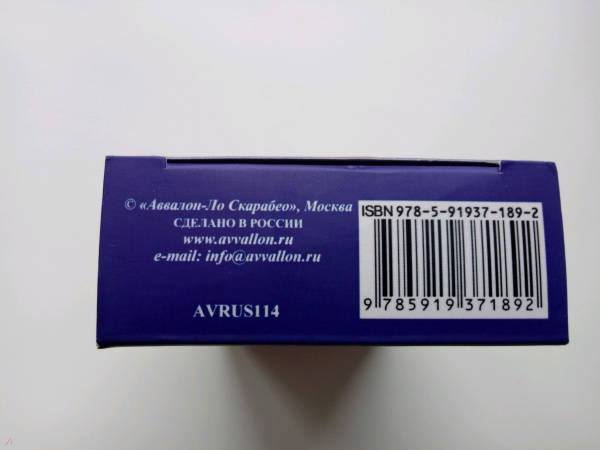 © «Аввалон-Ло Скарабео», Москва
СДЕЛАНО В РОССИИ
www.avvallon.ru
e-mail: info@avvallon.ru
AVRUS114
ISBN 978-5-91937-189-2
9 785919 371892